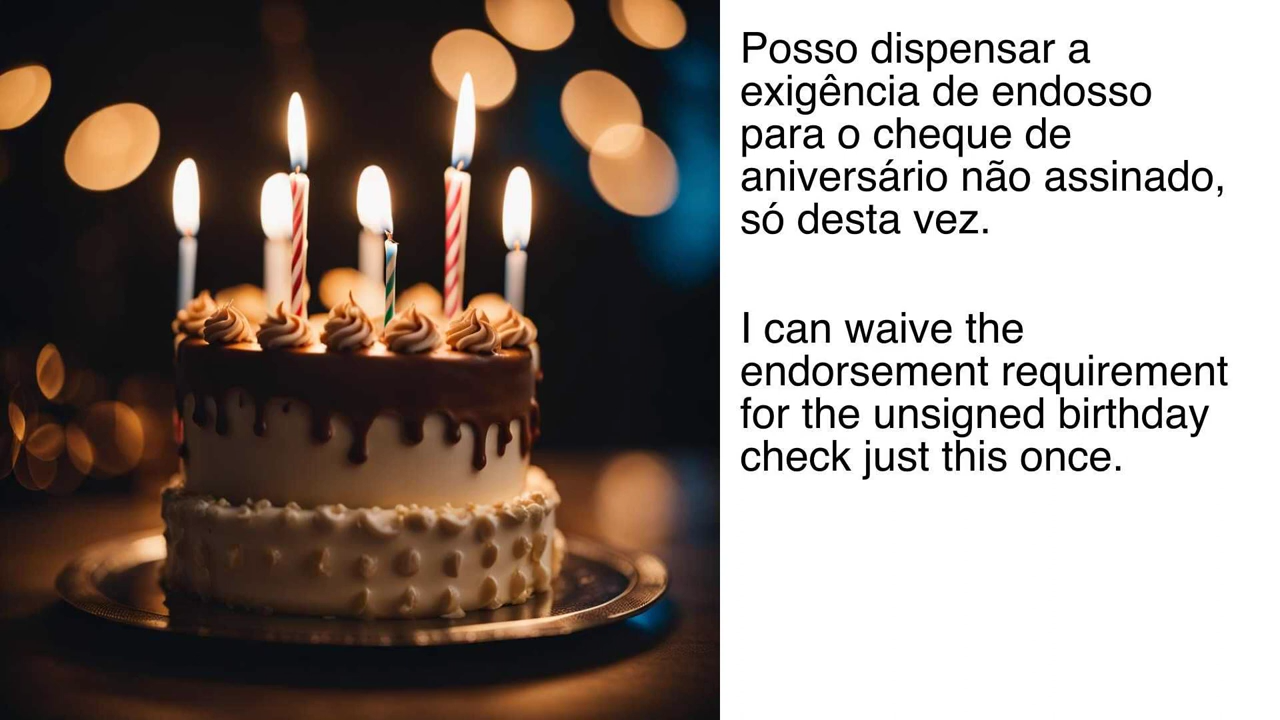 Posso dispensar a
exigência de endosso
para o cheque de
aniversário não assinado,
só desta vez.
I can waive the
endorsement requirement
for the unsigned birthday
check just this once.